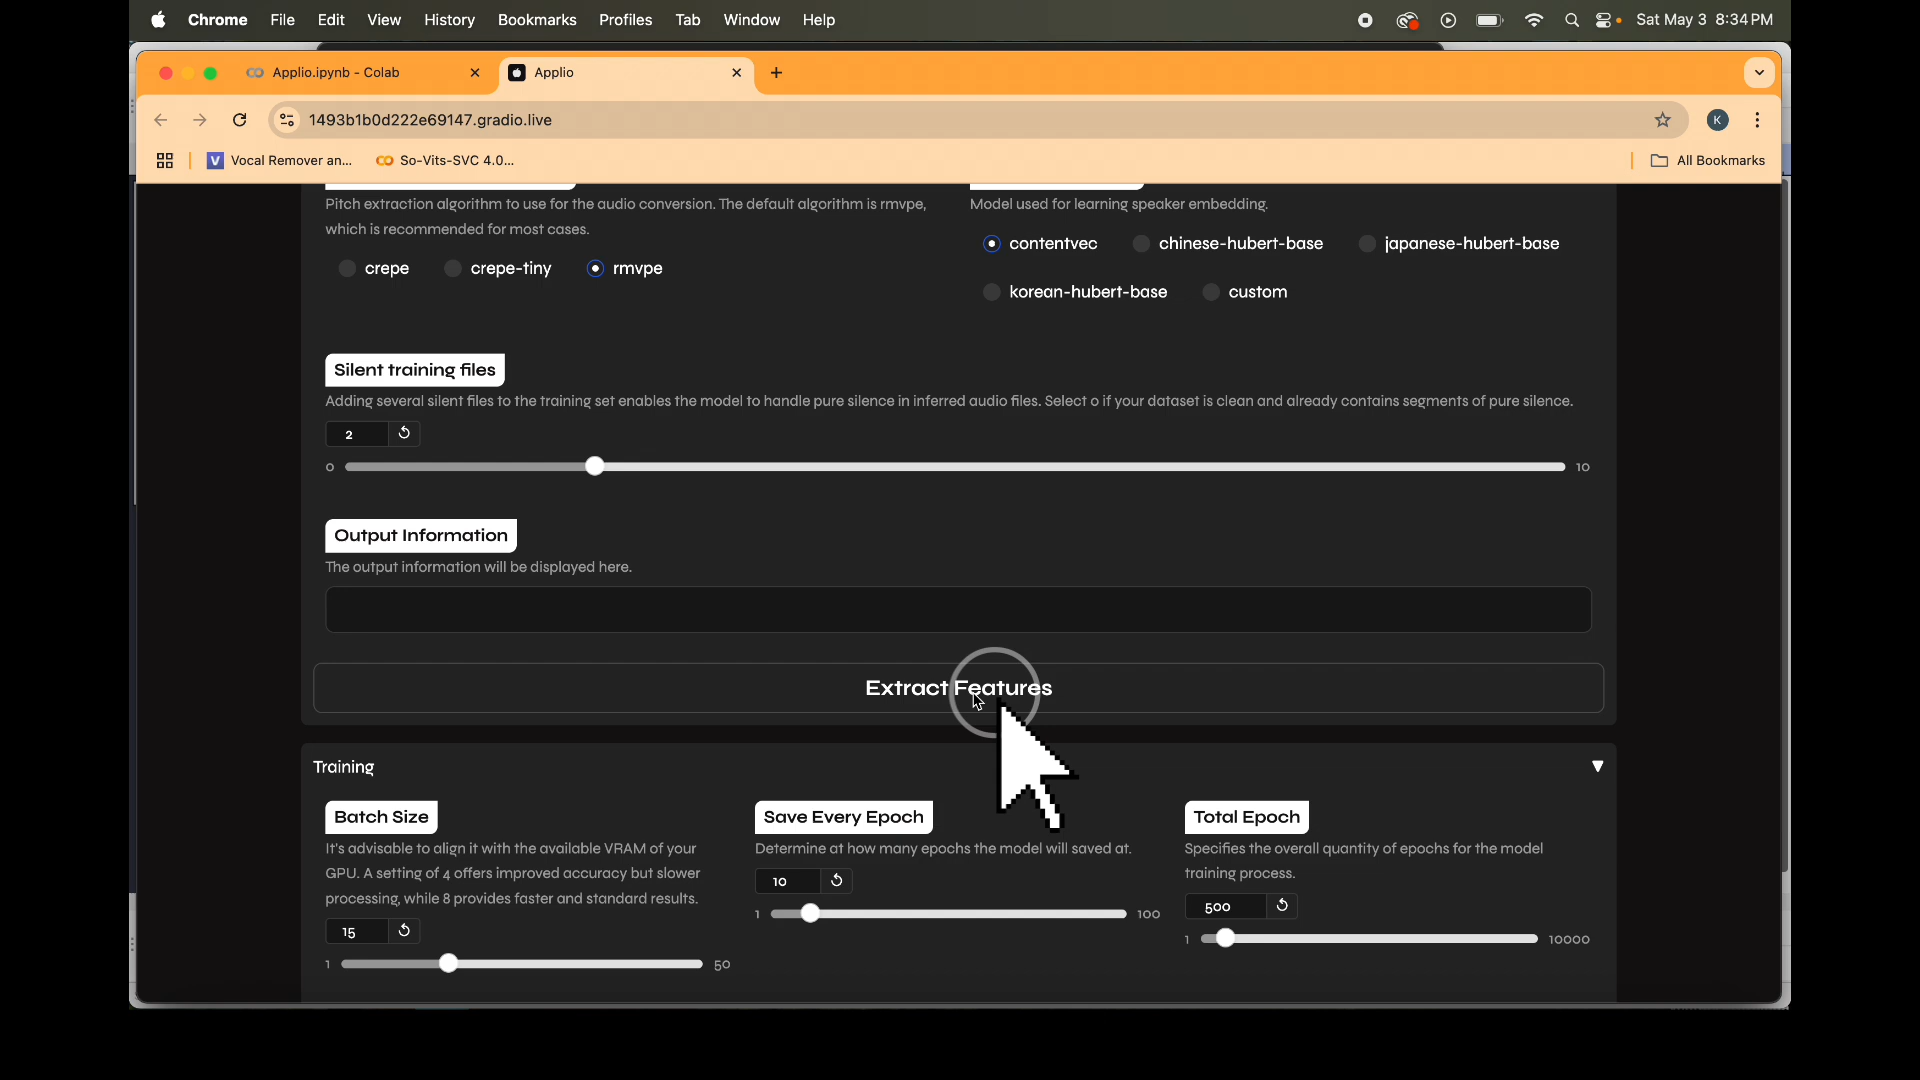 Chrome File Edit View History Bookmarks Profiles Tab Window Help Sat May 3 8:34 PM
Applio.ipynb - Colab Applio
1493b1b0d222e69147.gradio.live K
V Vocal Remover an... So-Vits-SVC 4.0... All Bookmarks
Pitch extraction algorithm to use for the audio conversion. The default algorithm is rmvpe,
which is recommended for most cases.
crepe crepe-tiny rmvpe
Model used for learning speaker embedding.
contentvec chinese-hubert-base japanese-hubert-base
korean-hubert-base custom
Silent training files
Adding several silent files to the training set enables the model to handle pure silence in inferred audio files. Select 0 if your dataset is clean and already contains segments of pure silence.
2
0 10
Output Information
The output information will be displayed here.
Extract Features
Training
Batch Size
It's advisable to align it with the available VRAM of your
GPU. A setting of 4 offers improved accuracy but slower
processing, while 8 provides faster and standard results.
15
1 50
Save Every Epoch
Determine at how many epochs the model will saved at.
10
1 100
Total Epoch
Specifies the overall quantity of epochs for the model
training process.
500
1 10000